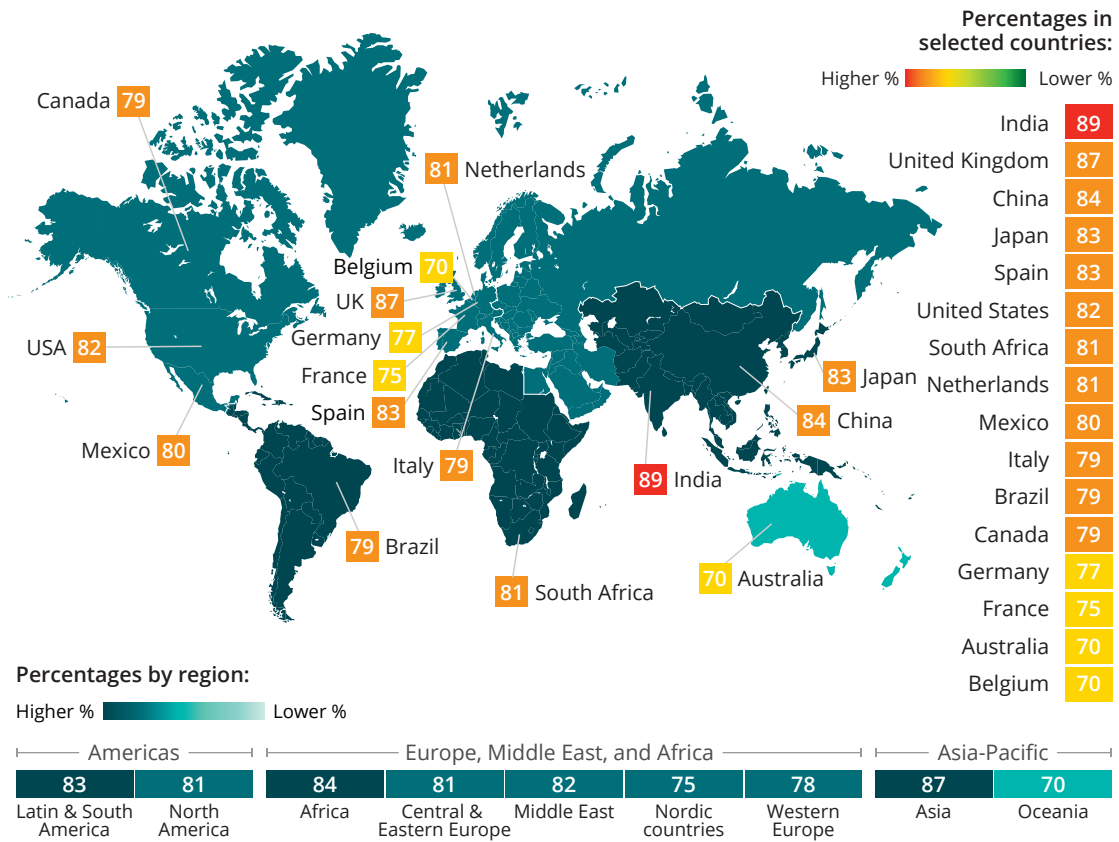 Percentages in
selected countries:
Higher %
Lower %
India 89
United Kingdom 87
China 84
Japan 83
Spain 83
United States 82
South Africa 81
Netherlands 81
Mexico 80
Italy 79
Brazil 79
Canada 79
Germany 77
France 75
Australia 70
Belgium 70
Canada 79
81 Netherlands
Belgium 70
UK 87
Germany 77
USA 82
France 75
83 Japan
Spain 83
84 China
Mexico 80
Italy 79
89 India
79 Brazil
70 Australia
81 South Africa
Percentages by region:
Higher %
Lower %
Americas
83
Latin & South
America
81
North
America
Europe, Middle East, and Africa
84
Africa
81
Central &
Eastern Europe
82
Middle East
75
Nordic
countries
78
Western
Europe
Asia-Pacific
87
Asia
70
Oceania